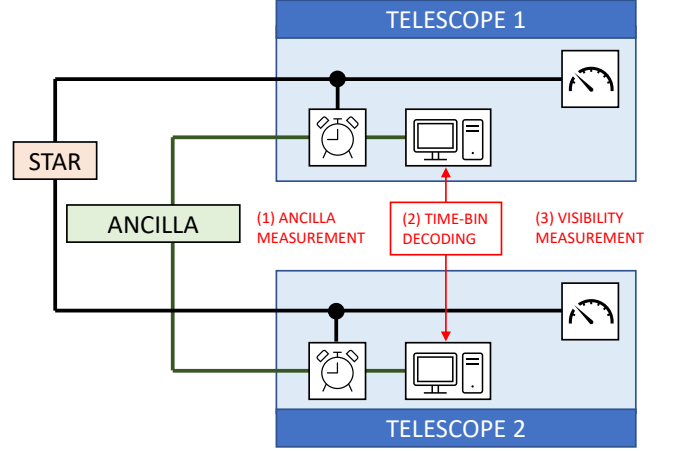 TELESCOPE 1
STAR
ANCILLA
(1) ANCILLA
MEASUREMENT
(2) TIME-BIN
DECODING
(3) VISIBILITY
MEASUREMENT
TELESCOPE 2